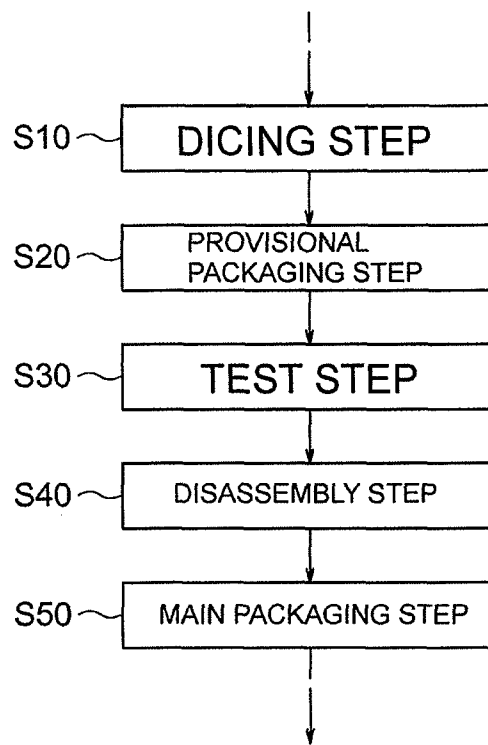 S10 DICING STEP
S20 PROVISIONAL
PACKAGING STEP
S30 TEST STEP
S40 DISASSEMBLY STEP
S50 MAIN PACKAGING STEP